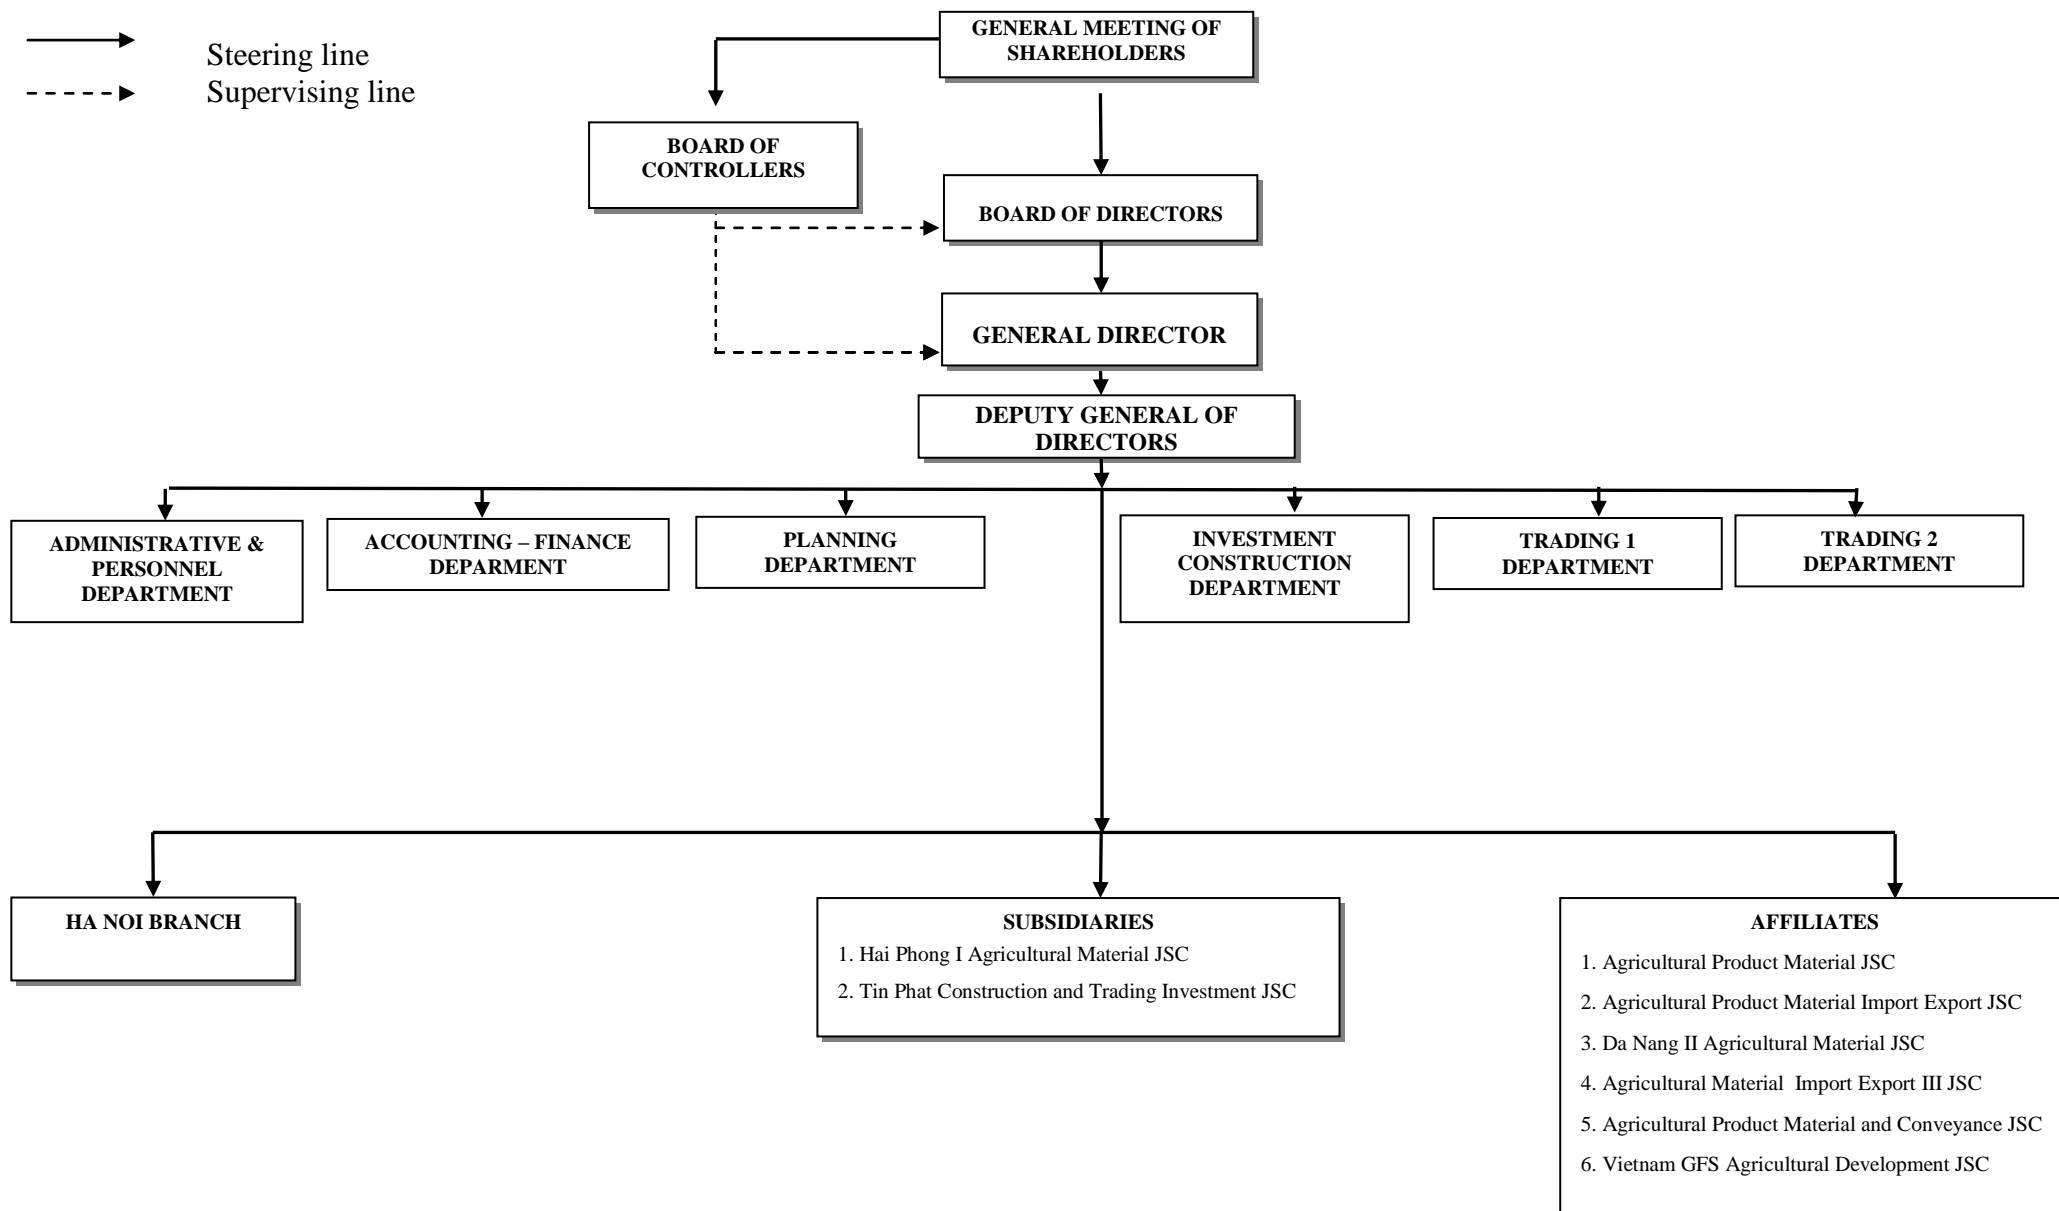 Steering line
Supervising line
GENERAL MEETING OF
SHAREHOLDERS
BOARD OF
CONTROLLERS
BOARD OF DIRECTORS
GENERAL DIRECTOR
DEPUTY GENERAL OF
DIRECTORS
ADMINISTRATIVE &
PERSONNEL
DEPARTMENT
ACCOUNTING – FINANCE
DEPARMENT
PLANNING
DEPARTMENT
INVESTMENT
CONSTRUCTION
DEPARTMENT
TRADING 1
DEPARTMENT
TRADING 2
DEPARTMENT
HA NOI BRANCH
SUBSIDIARIES
1. Hai Phong I Agricultural Material JSC
2. Tin Phat Construction and Trading Investment JSC
AFFILIATES
1. Agricultural Product Material JSC
2. Agricultural Product Material Import Export JSC
3. Da Nang II Agricultural Material JSC
4. Agricultural Material  Import Export III JSC
5. Agricultural Product Material and Conveyance JSC
6. Vietnam GFS Agricultural Development JSC